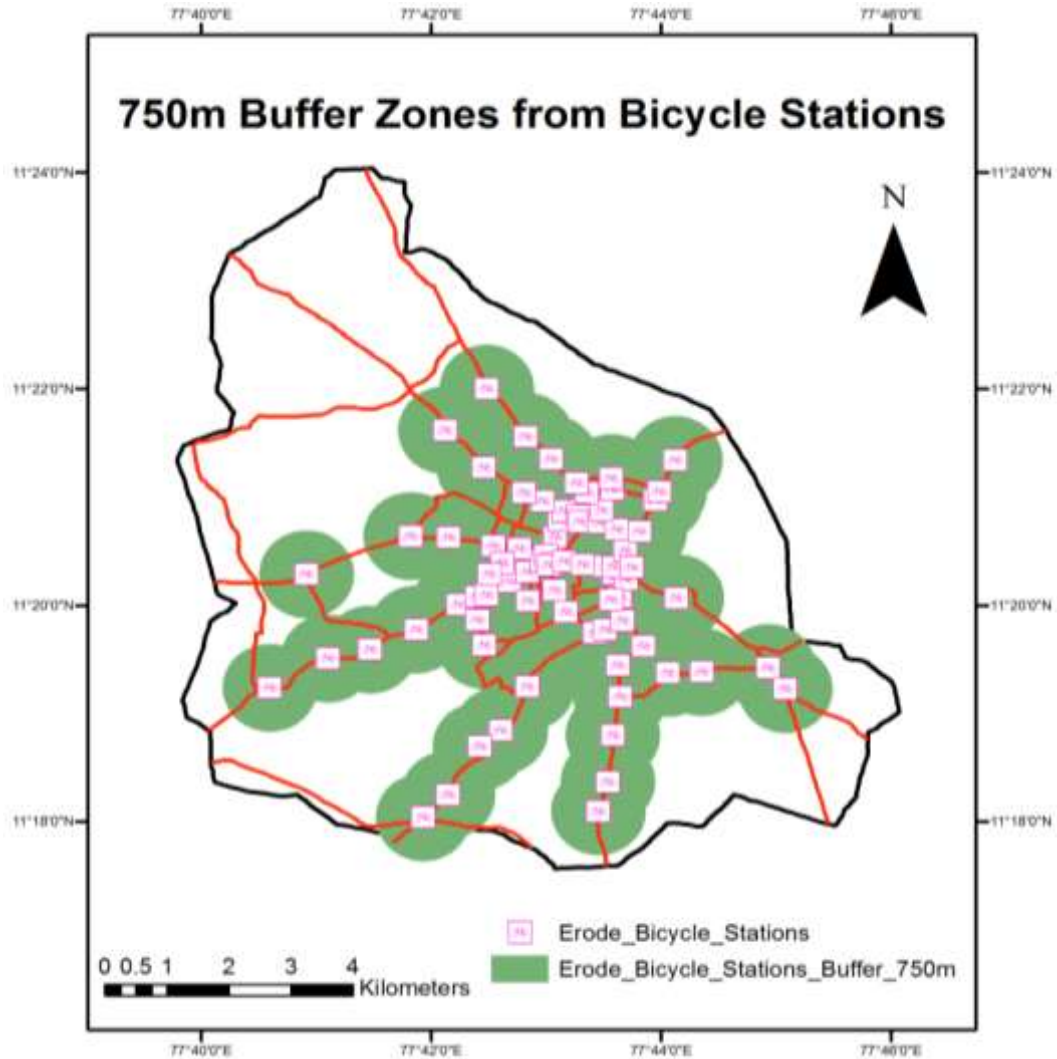 77°40'0"E 77°42'0"E 77°44'0"E 77°46'0"E
750m Buffer Zones from Bicycle Stations
11°24'0"N 11°24'0"N
N
11°22'0"N 11°22'0"N
11°20'0"N 11°20'0"N
11°18'0"N 11°18'0"N
Erode_Bicycle_Stations
0 0.5 1 2 3 4
Kilometers
Erode_Bicycle_Stations_Buffer_750m
77°40'0"E 77°42'0"E 77°44'0"E 77°46'0"E